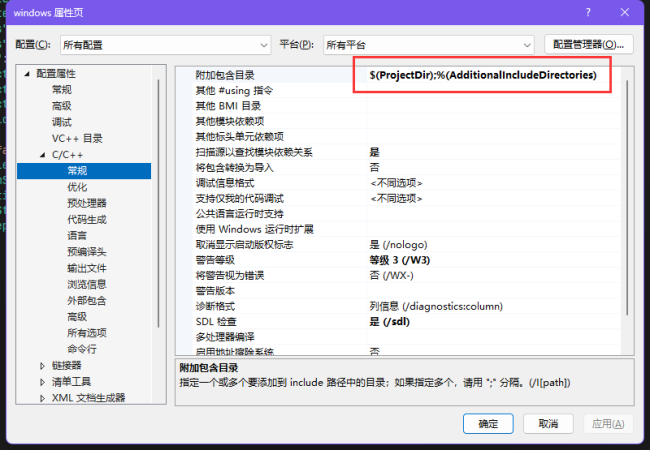 windows 属性页
配置(C): 所有配置 平台(P): 所有平台 配置管理器(O)...
配置属性
常规
高级
调试
VC++ 目录
C/C++
常规
优化
预处理器
代码生成
语言
预编译头
输出文件
浏览信息
外部包含
高级
所有选项
命令行
链接器
清单工具
XML 文档生成器
附加包含目录 $(ProjectDir);%(AdditionalIncludeDirectories)
其他 #using 指令
其他 BMI 目录
其他模块依赖项
其他标头单元依赖项
扫描源以查找模块依赖关系 是
将包含转换为导入 否
调试信息格式 <不同选项>
支持仅我的代码调试 <不同选项>
公共语言运行时支持
使用 Windows 运行时扩展
取消显示启动版权标志 是 (/nologo)
警告等级 等级 3 (/W3)
将警告视为错误 否 (/WX-)
警告版本
诊断格式 列信息 (/diagnostics:column)
SDL 检查 是 (/sdl)
多处理器编译
启用地址擦除系统 否
附加包含目录
指定一个或多个要添加到 include 路径中的目录；如果指定多个，请用 ";" 分隔。(/I[path])
确定 取消 应用(A)